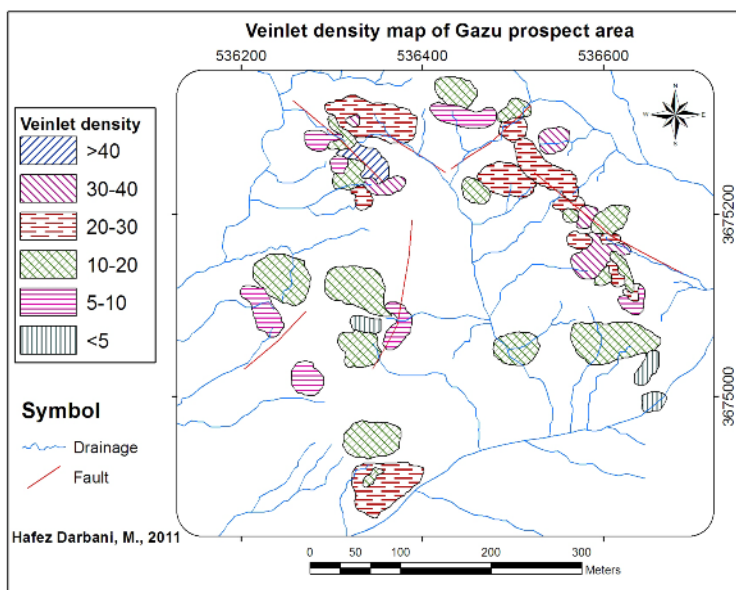 Veinlet density map of Gazu prospect area
536200 536400 536600
N
W E
S
Veinlet density
>40
30-40
20-30
10-20
5-10
<5
3675200
3675000
Symbol
Drainage
Fault
Hafez Darbani, M., 2011
0 50 100 200 300
Meters